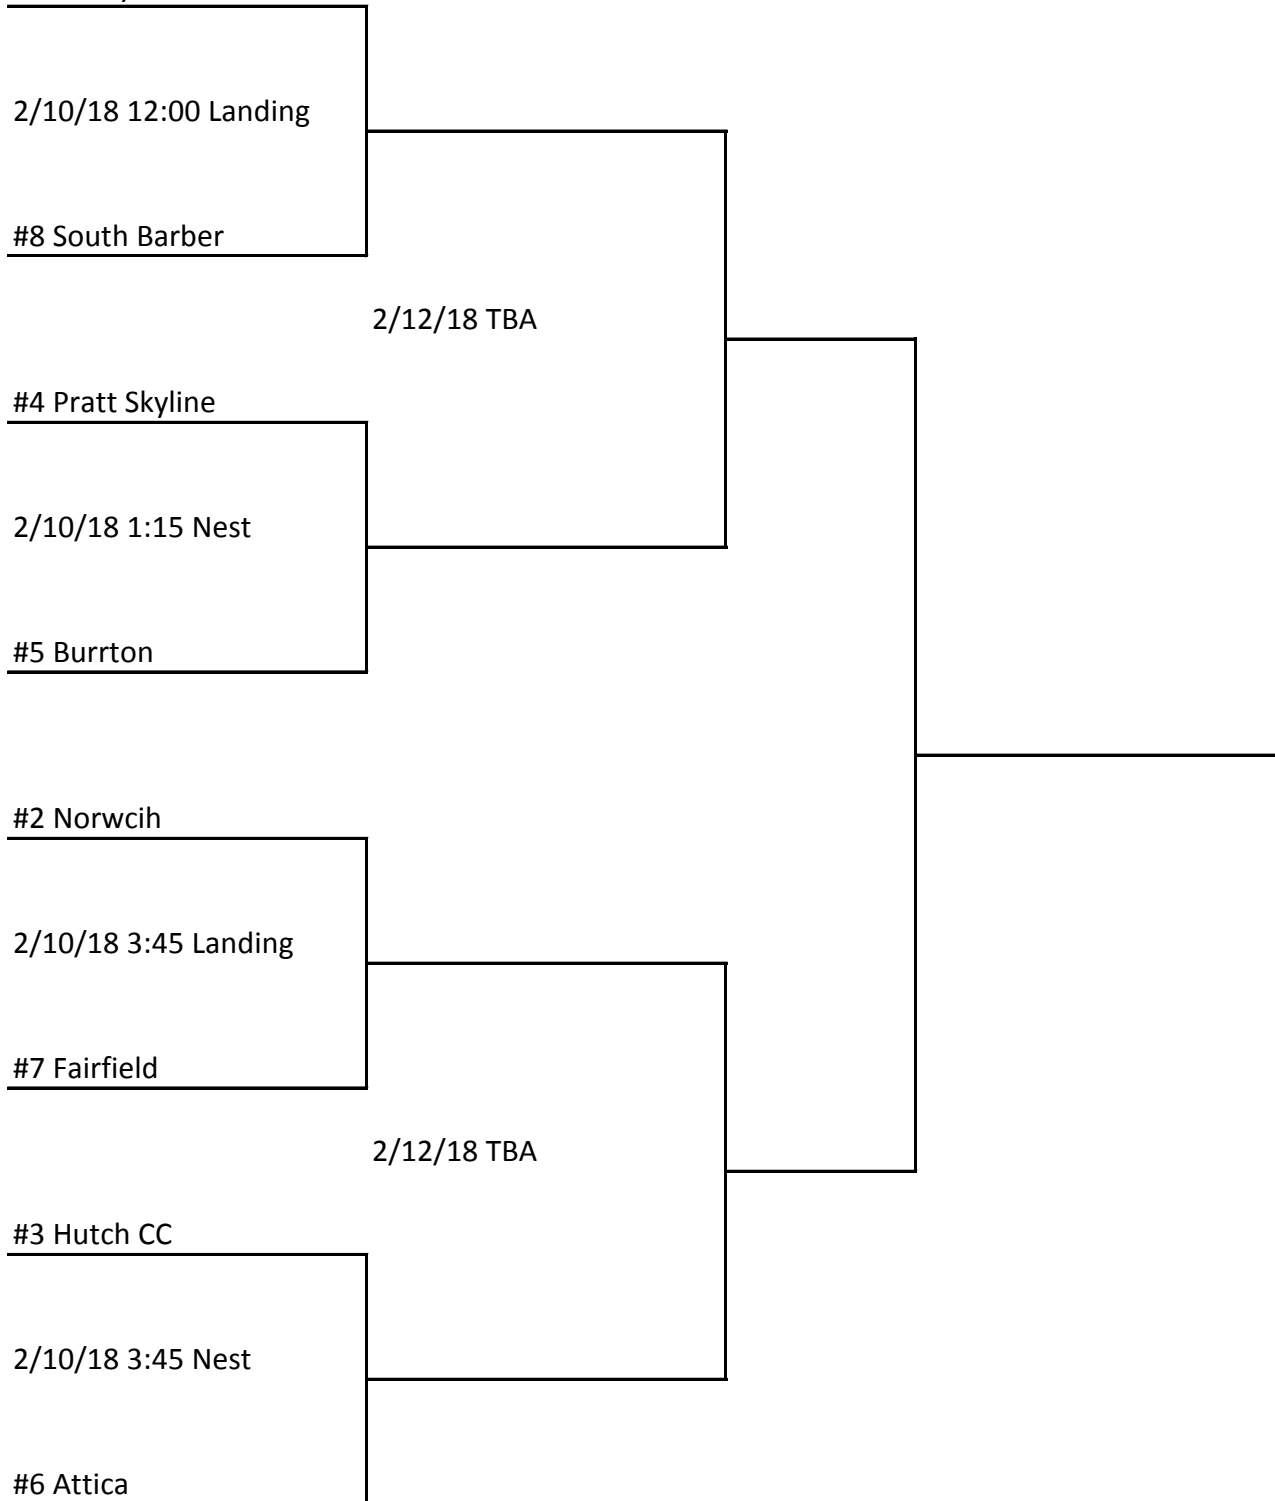 2/10/18 12:00 Landing
#8 South Barber
2/12/18 TBA
#4 Pratt Skyline
2/10/18 1:15 Nest
#5 Burrton
#2 Norwcih
2/10/18 3:45 Landing
#7 Fairfield
2/12/18 TBA
#3 Hutch CC
2/10/18 3:45 Nest
#6 Attica